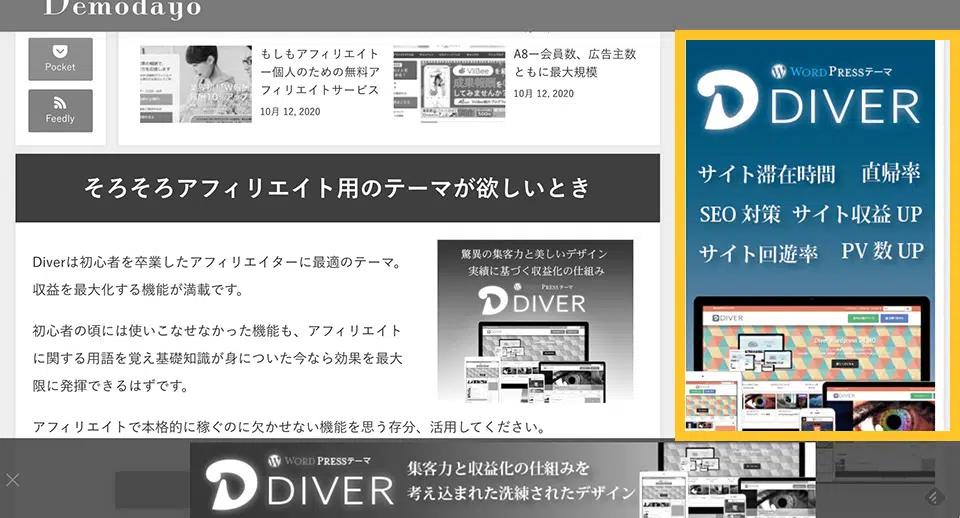 Demodayo
Pocket
Feedly
もしもアフィリエイト
ー個人のための無料ア
フィリエイトサービス
10月 12, 2020
A8ー会員数、広告主数
ともに最大規模
10月 12, 2020
そろそろアフィリエイト用のテーマが欲しいとき
Diverは初心者を卒業したアフィリエイターに最適のテーマ。
収益を最大化する機能が満載です。
初心者の頃には使いこなせなかった機能も、アフィリエイト
に関する用語を覚え基礎知識が身についた今なら効果を最大
限に発揮できるはずです。
アフィリエイトで本格的に稼ぐのに欠かせない機能を思う存分、活用してください。
驚異の集客力と美しいデザイン
実績に基づく収益化の仕組み
WORDPRESSテーマ
DIVER
WORDPRESSテーマ
DIVER
サイト滞在時間 直帰率
SEO 対策 サイト収益 UP
サイト回遊率 PV 数 UP
DIVER
WORDPRESSテーマ
DIVER
集客力と収益化の仕組みを
考え込まれた洗練されたデザイン